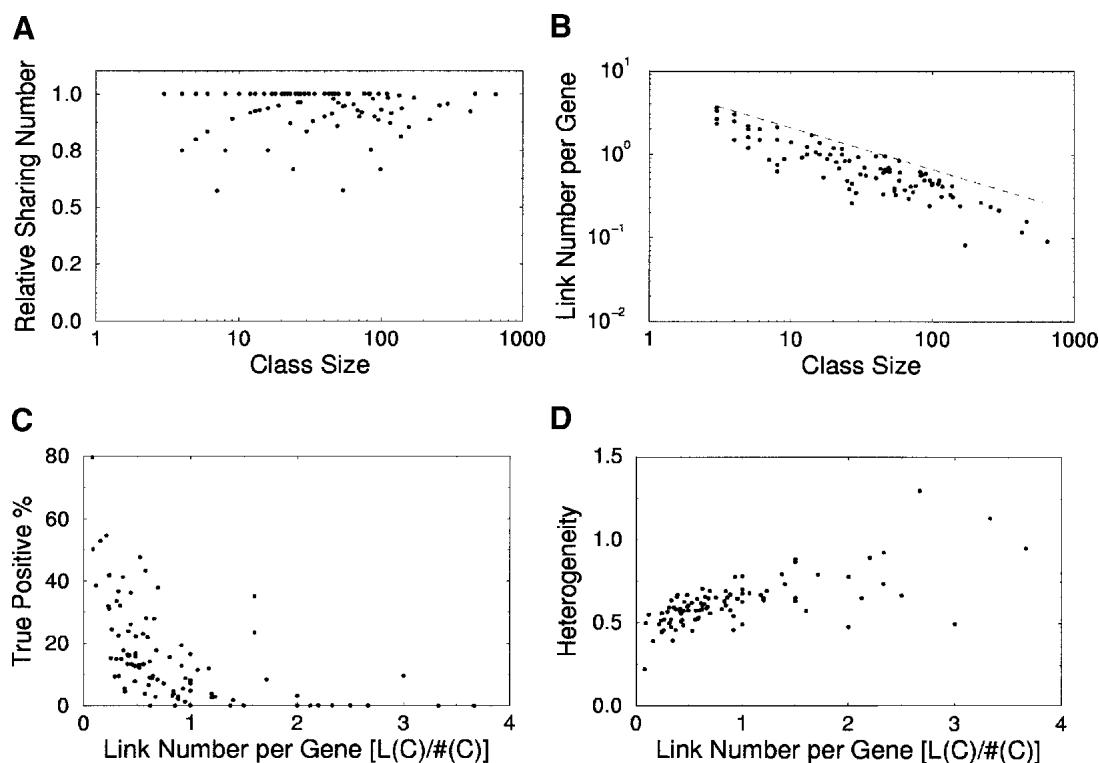 A
Relative Sharing Number
1.0
0.8
0.5
0.2
0.0
1 10 100 1000
Class Size
B
Link Number per Gene
10^1
10^0
10^-1
10^-2
1 10 100 1000
Class Size
C
True Positive %
80
60
40
20
0
0 1 2 3 4
Link Number per Gene [L(C)/#(C)]
D
Heterogeneity
1.5
1.0
0.5
0.0
0 1 2 3 4
Link Number per Gene [L(C)/#(C)]